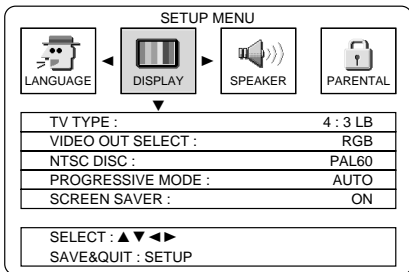 SETUP MENU
LANGUAGE DISPLAY SPEAKER PARENTAL
TV TYPE : 4 : 3 LB
VIDEO OUT SELECT : RGB
NTSC DISC : PAL60
PROGRESSIVE MODE : AUTO
SCREEN SAVER : ON
SELECT : ▲ ▼ ◄ ►
SAVE&QUIT : SETUP